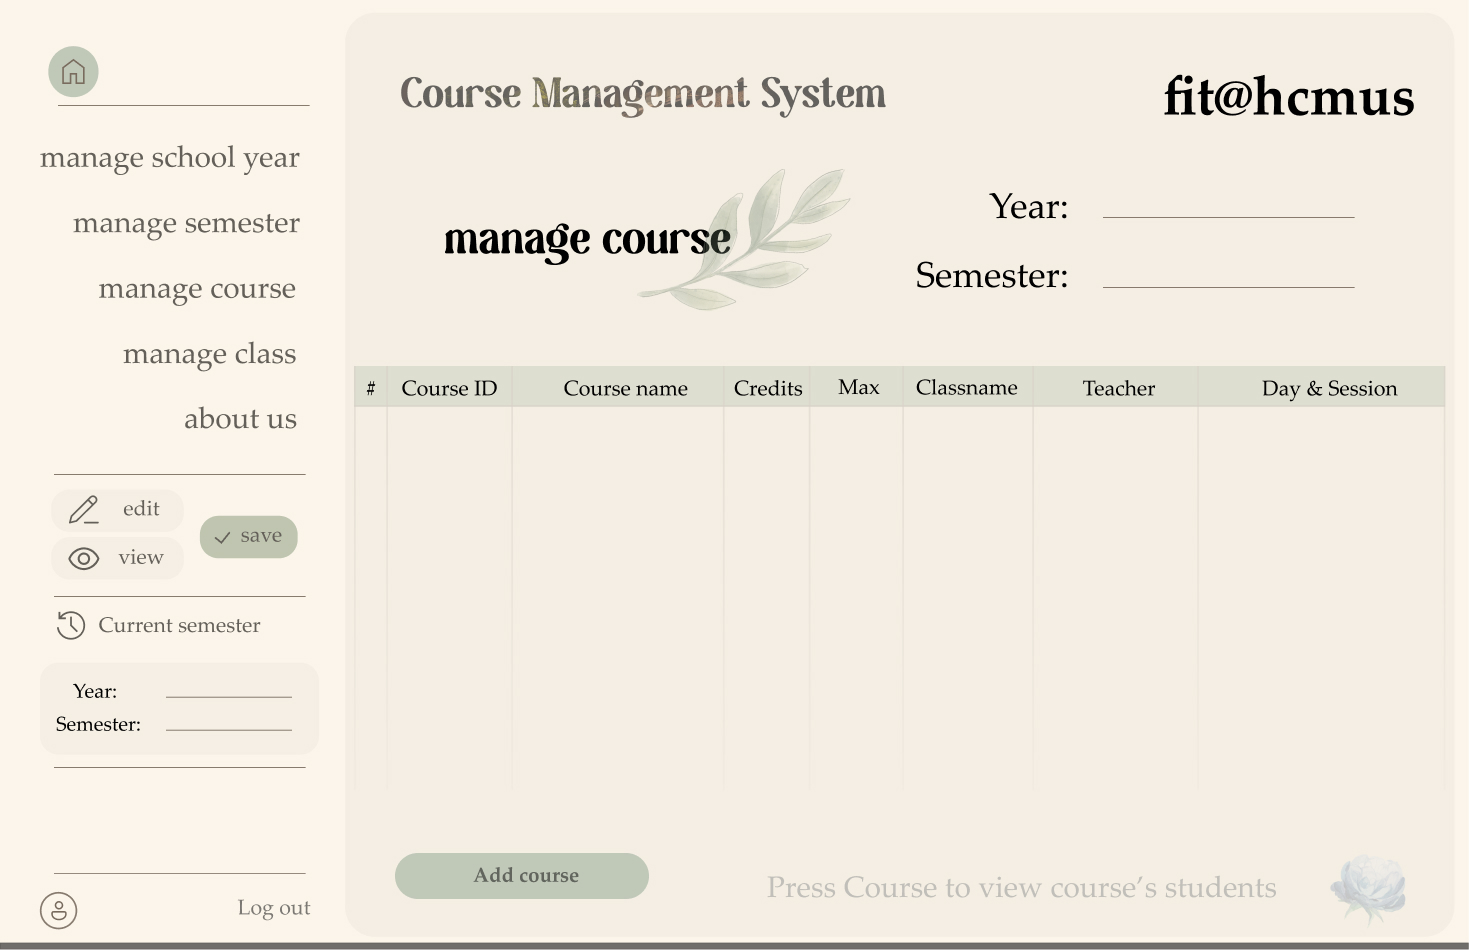 manage school year
manage semester
manage course
manage class
about us
edit
view
save
Current semester
Year:
Semester:
Log out
Course Management System
fit@hcmus
manage course
Year:
Semester:
# Course ID Course name Credits Max Classname Teacher Day & Session
Add course
Press Course to view course’s students